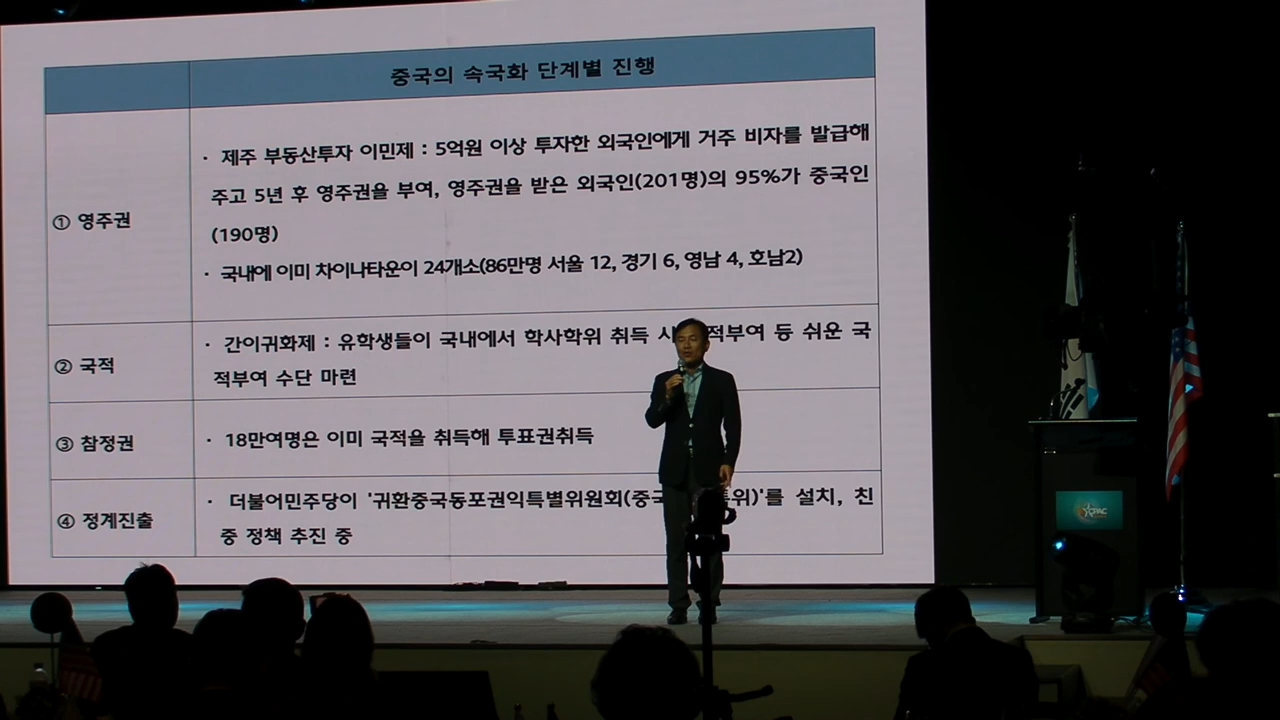 중국의 속국화 단계별 진행
① 영주권
· 제주 부동산투자 이민제 : 5억원 이상 투자한 외국인에게 거주 비자를 발급해
주고 5년 후 영주권을 부여, 영주권을 받은 외국인(201명)의 95%가 중국인
(190명)
· 국내에 이미 차이나타운이 24개소(86만명 서울 12, 경기 6, 영남 4, 호남2)
② 국적
· 간이귀화제 : 유학생들이 국내에서 학사학위 취득 시 적부여 등 쉬운 국
적부여 수단 마련
③ 참정권
· 18만여명은 이미 국적을 취득해 투표권취득
④ 정계진출
· 더불어민주당이 '귀환중국동포권익특별위원회(중국 특위)'를 설치, 친
중 정책 추진 중
CPAC